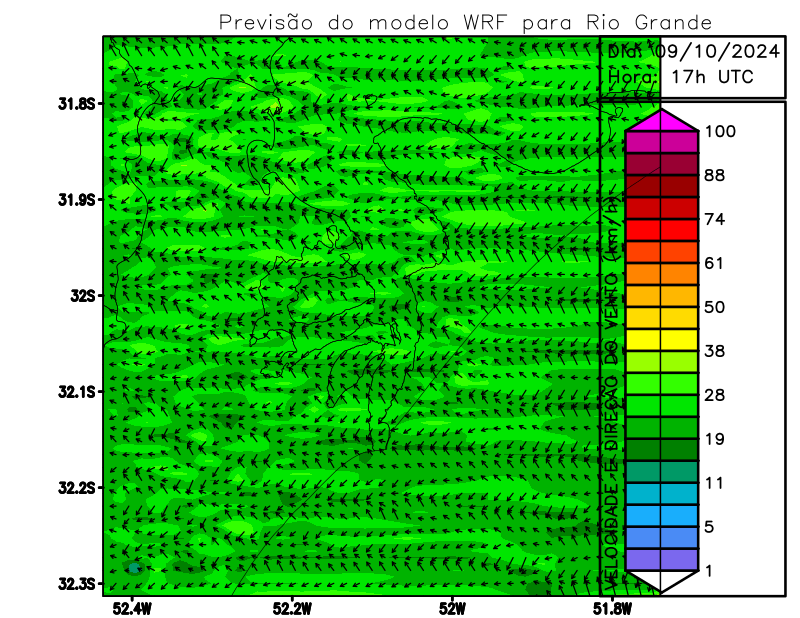 Previsão do modelo WRF para Rio Grande
Dia: 09/10/2024
Hora: 17h UTC
31.8S
31.9S
32S
32.1S
32.2S
32.3S
52.4W
52.2W
52W
51.8W
VELOCIDADE E DIREÇÃO DO VENTO (km/h)
100
88
74
61
50
38
28
19
11
5
1